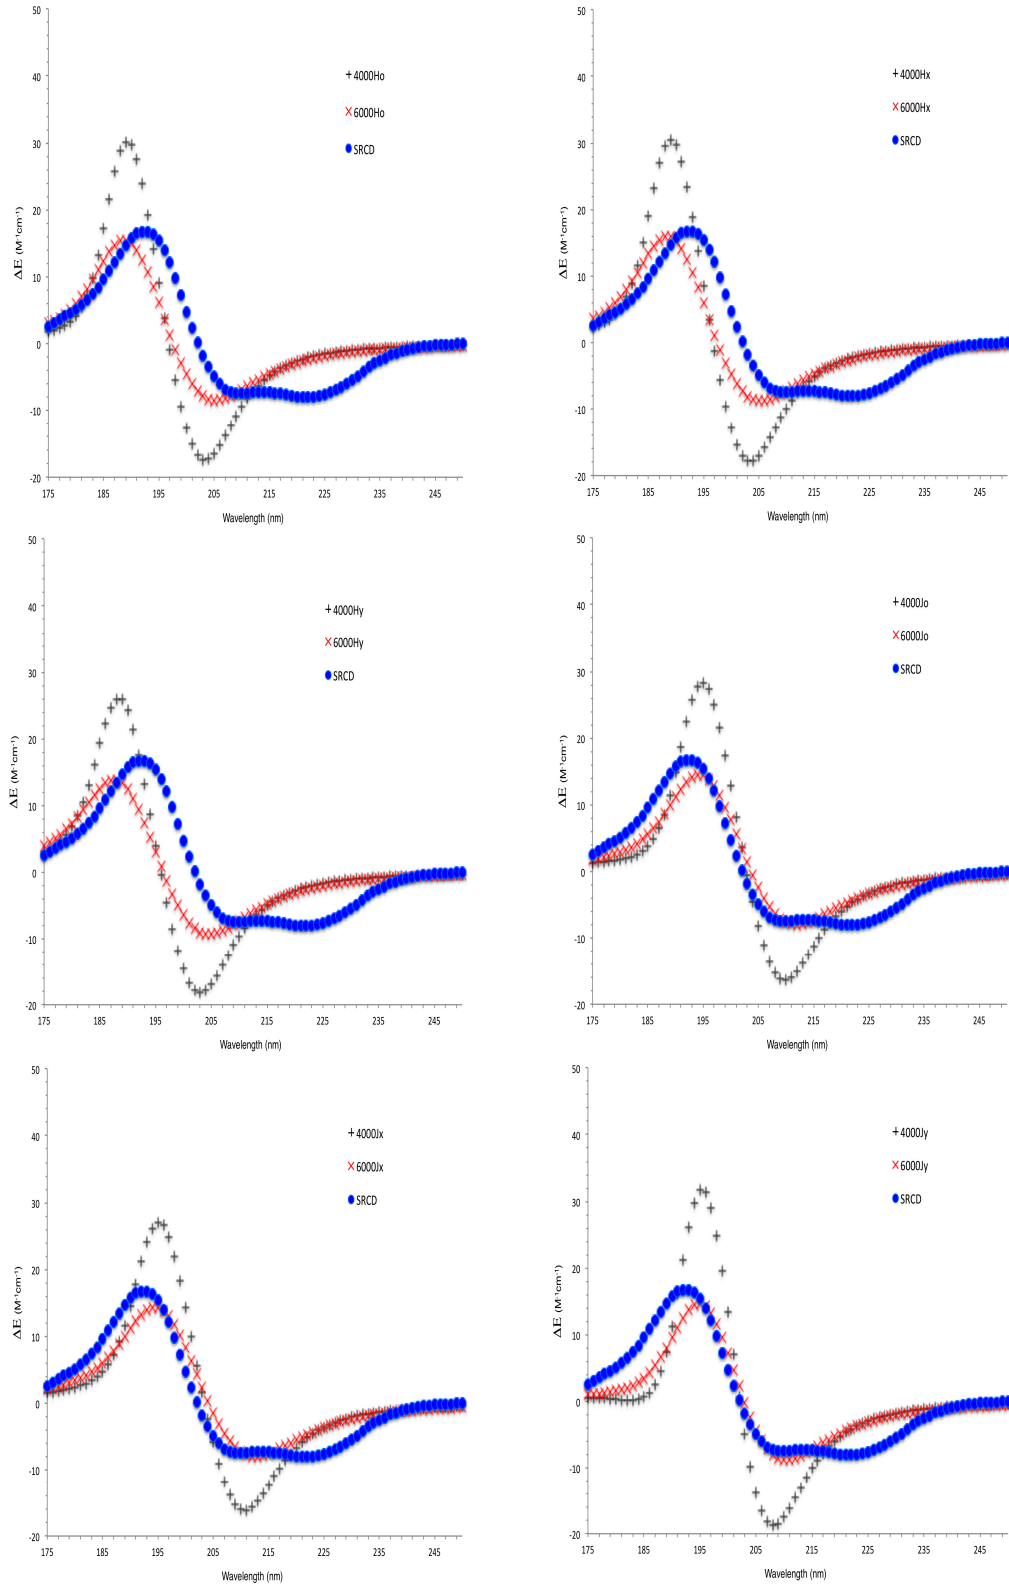 50
40
30
20
10
0
-10
-20
ΔE (M⁻¹cm⁻¹)
4000Ho
6000Ho
SRCD
175 185 195 205 215 225 235 245
Wavelength (nm)
50
40
30
20
10
0
-10
-20
ΔE (M⁻¹cm⁻¹)
4000Hx
6000Hx
SRCD
175 185 195 205 215 225 235 245
Wavelength (nm)
50
40
30
20
10
0
-10
-20
ΔE (M⁻¹cm⁻¹)
4000Hy
6000Hy
SRCD
175 185 195 205 215 225 235 245
Wavelength (nm)
50
40
30
20
10
0
-10
-20
ΔE (M⁻¹cm⁻¹)
4000Jo
6000Jo
SRCD
175 185 195 205 215 225 235 245
Wavelength (nm)
50
40
30
20
10
0
-10
-20
ΔE (M⁻¹cm⁻¹)
4000Jx
6000Jx
SRCD
175 185 195 205 215 225 235 245
Wavelength (nm)
50
40
30
20
10
0
-10
-20
ΔE (M⁻¹cm⁻¹)
4000Jy
6000Jy
SRCD
175 185 195 205 215 225 235 245
Wavelength (nm)